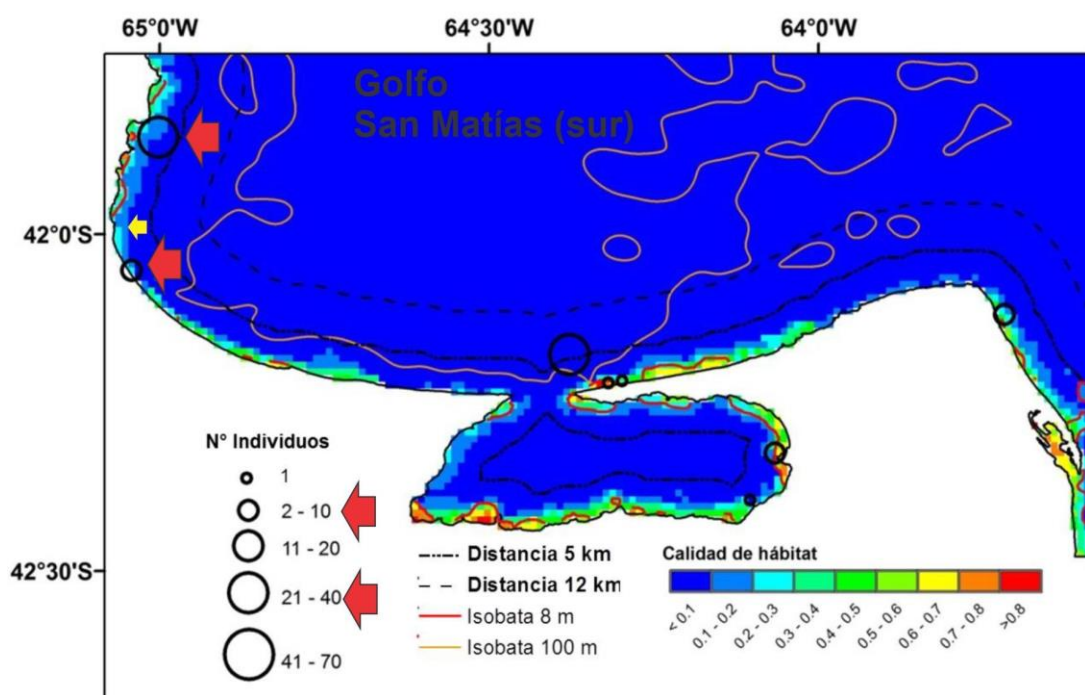 65°0'W
64°30'W
64°0'W
Golfo
San Matías (sur)
42°0'S
42°30'S
N° Individuos
1
2 - 10
11 - 20
21 - 40
41 - 70
Distancia 5 km
Distancia 12 km
Isobata 8 m
Isobata 100 m
Calidad de hábitat
< 0.1
0.1 - 0.2
0.2 - 0.3
0.3 - 0.4
0.4 - 0.5
0.5 - 0.6
0.6 - 0.7
0.7 - 0.8
>0.8